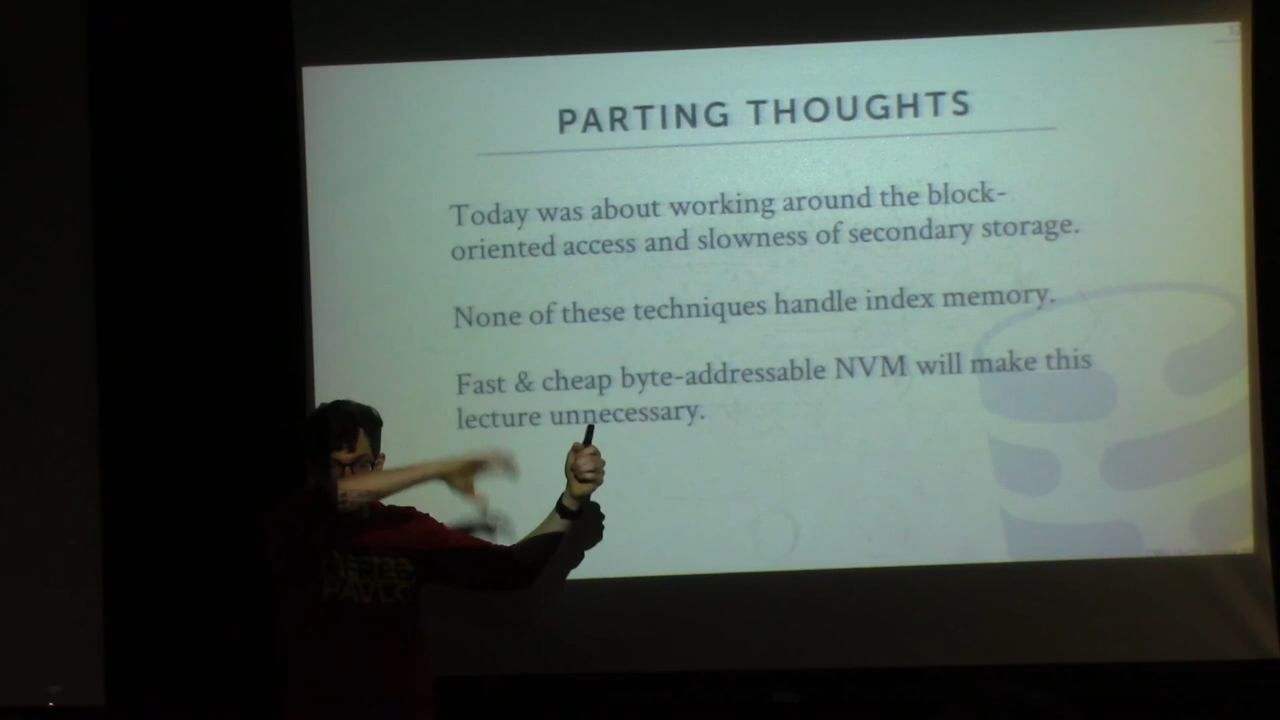 PARTING THOUGHTS
Today was about working around the block-
oriented access and slowness of secondary storage.
None of these techniques handle index memory.
Fast & cheap byte-addressable NVM will make this
lecture unnecessary.